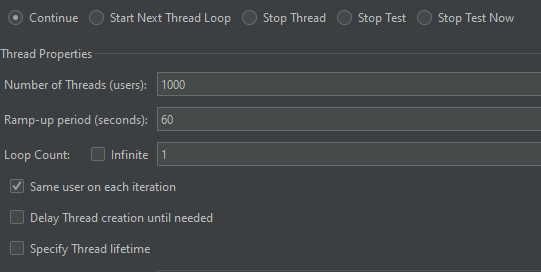 Continue Start Next Thread Loop Stop Thread Stop Test Stop Test Now
Thread Properties
Number of Threads (users): 1000
Ramp-up period (seconds): 60
Loop Count: Infinite 1
Same user on each iteration
Delay Thread creation until needed
Specify Thread lifetime